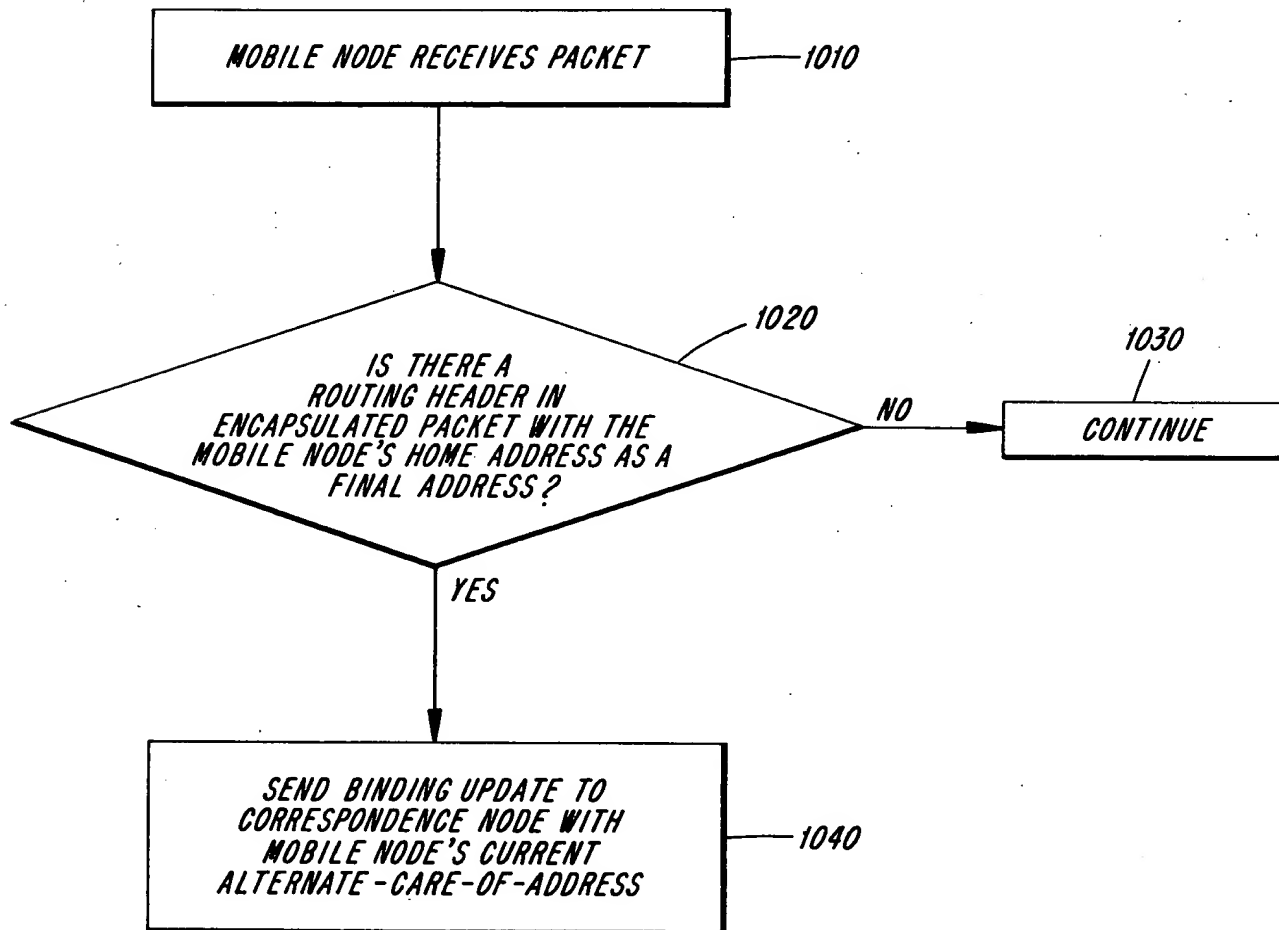 MOBILE NODE RECEIVES PACKET
1010
1020
IS THERE A
ROUTING HEADER IN
ENCAPSULATED PACKET WITH THE
MOBILE NODE'S HOME ADDRESS AS A
FINAL ADDRESS?
NO
1030
CONTINUE
YES
SEND BINDING UPDATE TO
CORRESPONDENCE NODE WITH
MOBILE NODE'S CURRENT
ALTERNATE-CARE-OF-ADDRESS
1040